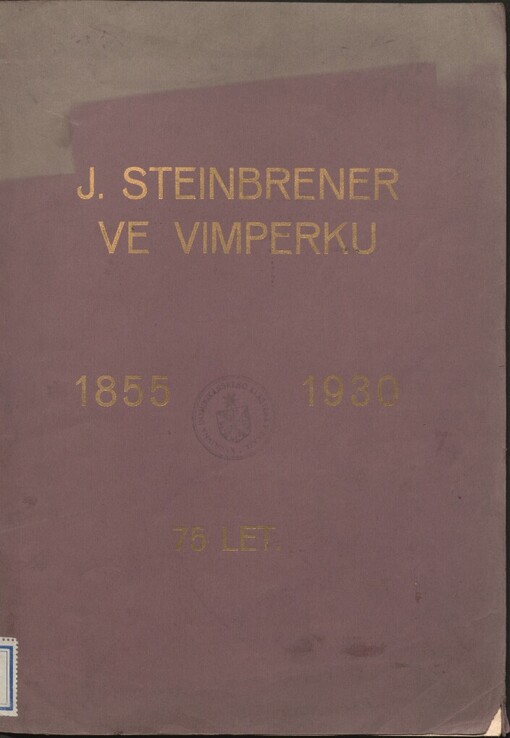 J. STEINBRENER
VE VIMPERKU
1855 1930
75 LET.